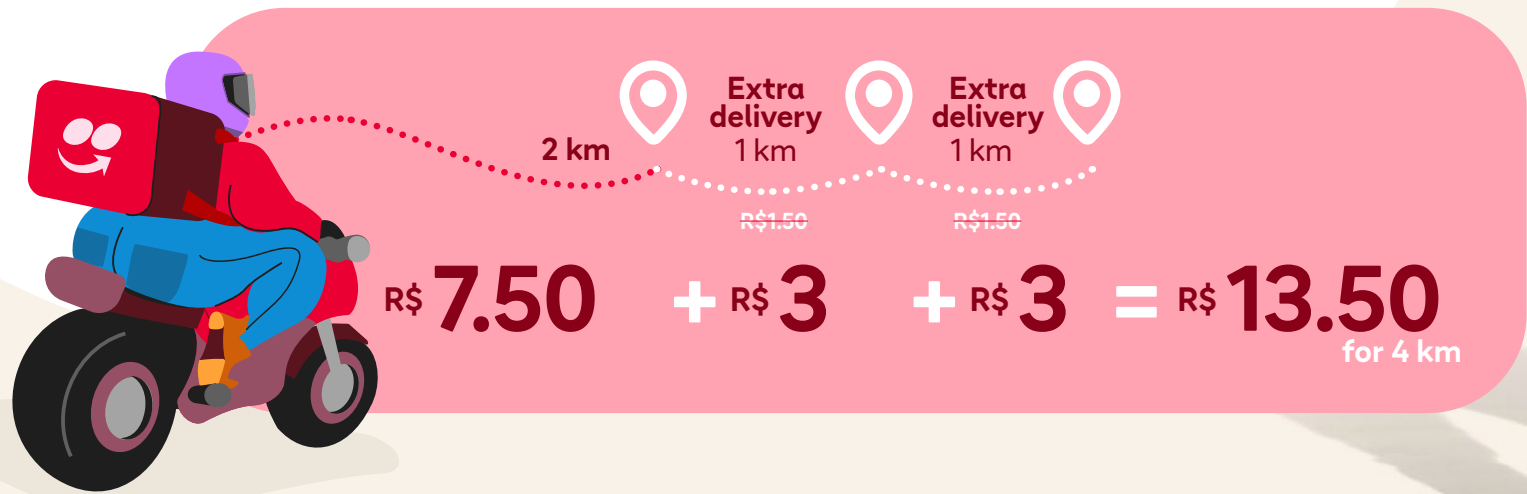 Extra
delivery
1 km
Extra
delivery
1 km
2 km
R$1.50
R$1.50
R$ 7.50 + R$ 3 + R$ 3 = R$ 13.50
for 4 km